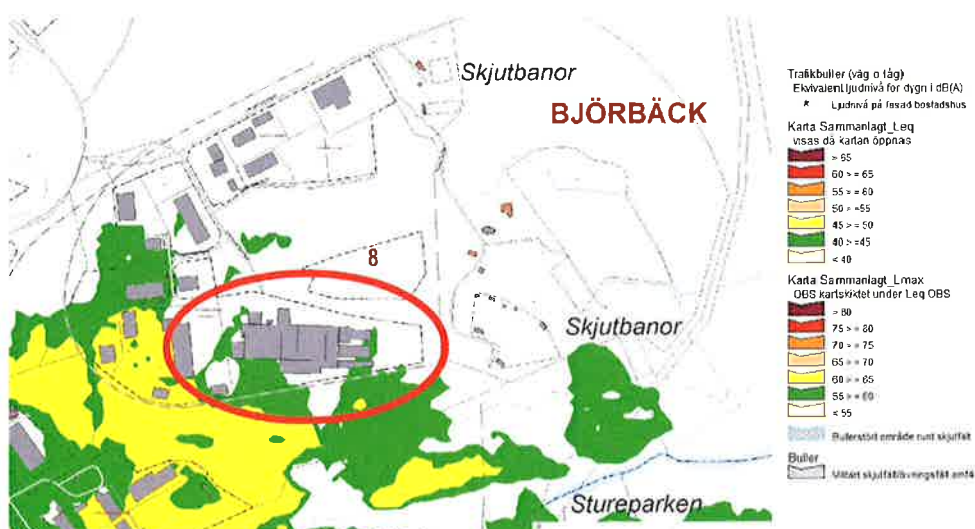 Skjutbanor
BJÖRBÄCK
8
Skjutbanor
Stureparken
Trafikbuller (väg o tåg)
Ekvivalent ljudnivå för dygn i dB(A)
Ljudnivå på fasad bostadshus
Karta Sammanlagt_Leq
visas då kartan öppnas
> 65
60 > = 65
55 > = 60
50 > =55
45 > = 50
40 > =45
< 40
Karta Sammanlagt_Lmax
OBS kartskiktet under Leq OBS
> 80
75 > = 80
70 > = 75
65 > = 70
60 > = 65
55 > = 60
< 55
Bullerstört område runt skjutfält
Buller
Militärt skjutfält/övningsfält